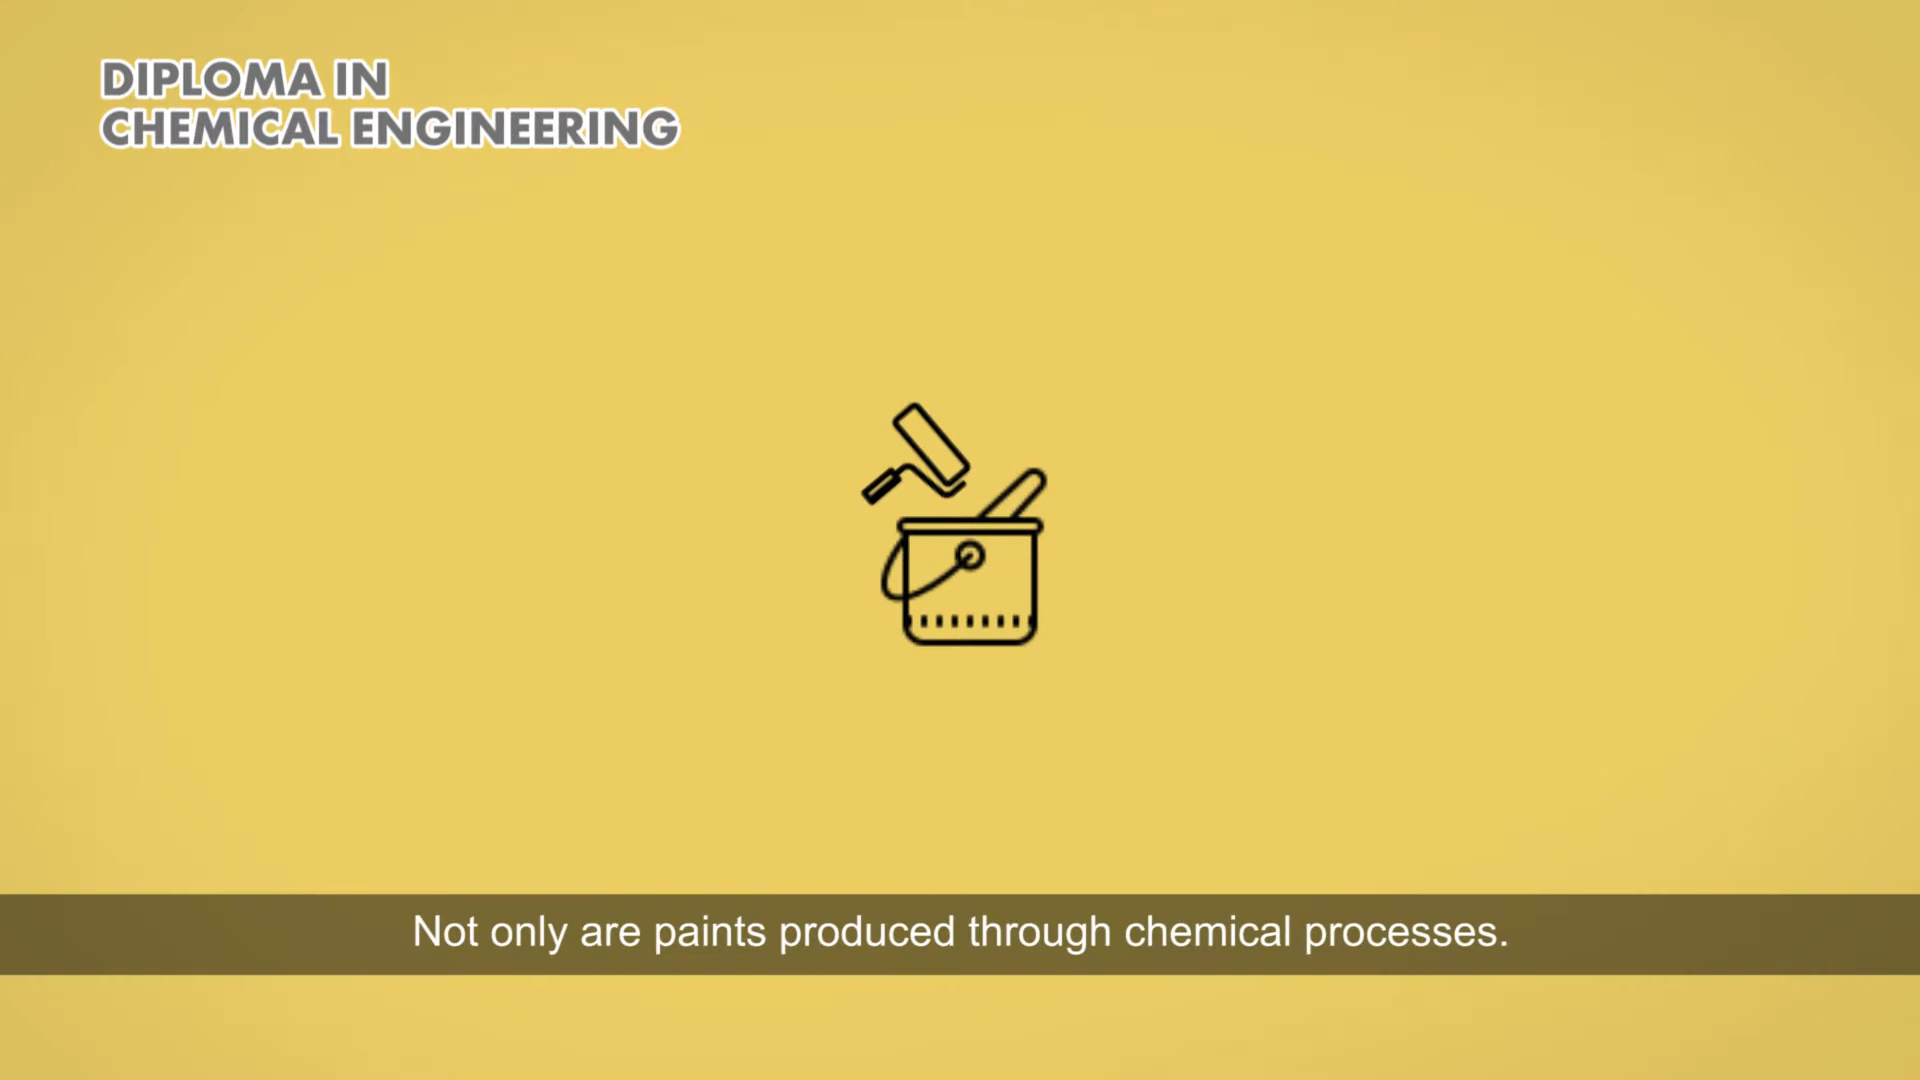 DIPLOMA IN
CHEMICAL ENGINEERING
Not only are paints produced through chemical processes.